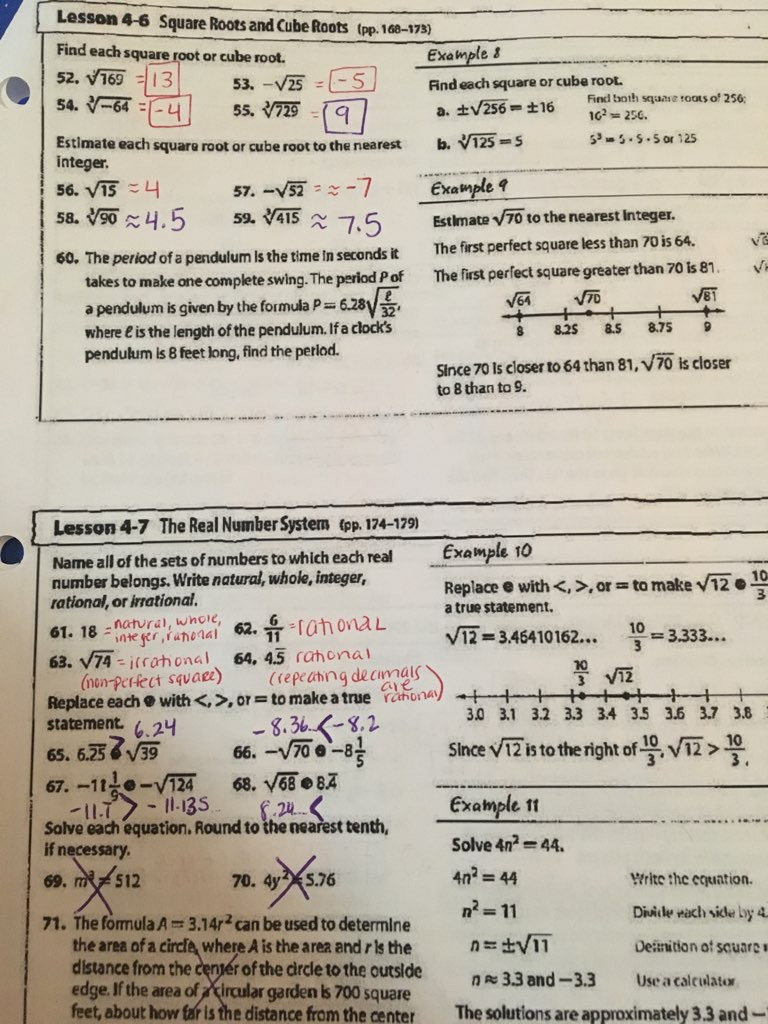 Lesson 4-6 Square Roots and Cube Roots (pp. 168–173)
Find each square root or cube root.
52. √169 = 13 53. −√25 = -5
54. ∛−64 = -4 55. ∛729 = 9
Estimate each square root or cube root to the nearest
integer.
56. √15 ≈ 4 57. −√52 = ≈ -7
58. ∛90 ≈ 4.5 59. ∛415 ≈ 7.5
60. The period of a pendulum is the time in seconds it
takes to make one complete swing. The period P of
a pendulum is given by the formula P = 6.28√ℓ/32,
where ℓ is the length of the pendulum. If a clock's
pendulum is 8 feet long, find the period.
Example 8
Find each square or cube root.
a. ±√256 = ±16 Find both square roots of 256;
16² = 256.
b. ∛125 = 5 5³ = 5 • 5 • 5 or 125
Example 9
Estimate √70 to the nearest integer.
The first perfect square less than 70 is 64.
The first perfect square greater than 70 is 81.
√64 √70 √81
8 8.25 8.5 8.75 9
Since 70 is closer to 64 than 81, √70 is closer
to 8 than to 9.
Lesson 4-7 The Real Number System (pp. 174–179)
Name all of the sets of numbers to which each real
number belongs. Write natural, whole, integer,
rational, or irrational.
61. 18 = natural, whole, integer, rational 62. 6/11 = rational
63. √74 = irrational (non-perfect square) 64. 4.5̅ rational (repeating decimals are rational)
Replace each ● with <, >, or = to make a true
statement.
6.24 -8.36.. < -8.2
65. 6.2̅5̅ > √39 66. −√70 ● −8 1/5
67. −11 1/9 ● −√124 68. √68 ● 8.4̅
-11.1̅ > -11.135 8.24... <
Solve each equation. Round to the nearest tenth,
if necessary.
69. m³ = 512 70. 4y² = 5.76
71. The formula A = 3.14r² can be used to determine
the area of a circle, where A is the area and r is the
distance from the center of the circle to the outside
edge. If the area of a circular garden is 700 square
feet, about how far is the distance from the center
Example 10
Replace ● with <, >, or = to make √12 ● 10/3
a true statement.
√12 = 3.46410162... 10/3 = 3.333...
10/3 √12
3.0 3.1 3.2 3.3 3.4 3.5 3.6 3.7 3.8
Since √12 is to the right of 10/3, √12 > 10/3.
Example 11
Solve 4n² = 44.
4n² = 44 Write the equation.
n² = 11 Divide each side by 4.
n = ±√11 Definition of square
n ≈ 3.3 and −3.3 Use a calculator.
The solutions are approximately 3.3 and −